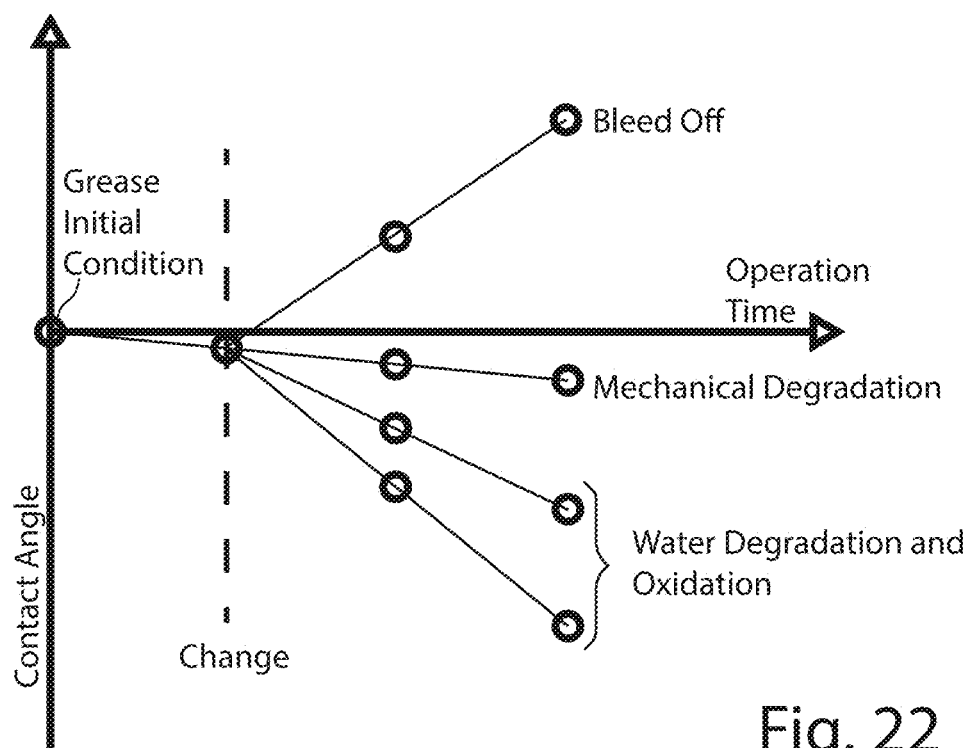 Bleed Off
Grease
Initial
Condition
Operation
Time
Mechanical Degradation
Contact Angle
Water Degradation and
Oxidation
Change
Fig. 22